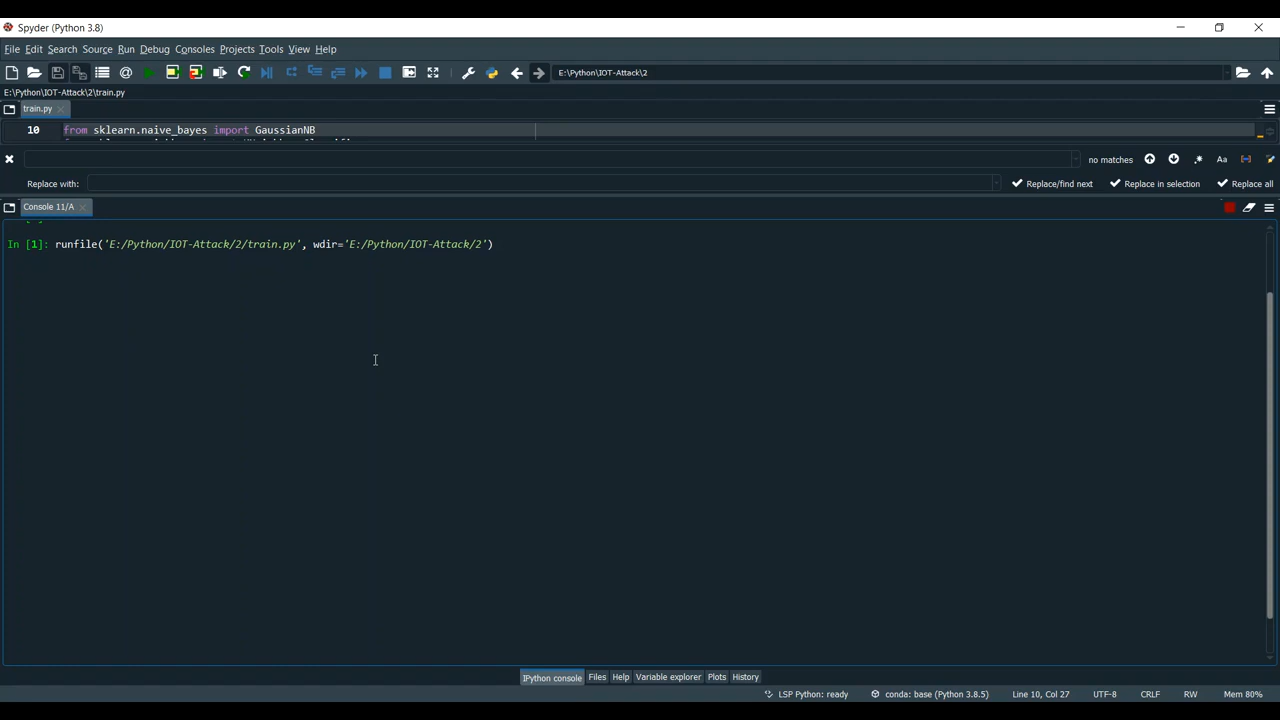 Spyder (Python 3.8)
File Edit Search Source Run Debug Consoles Projects Tools View Help
E:\Python\IOT-Attack\2
E:\Python\IOT-Attack\2\train.py
train.py
10 from sklearn.naive_bayes import GaussianNB
no matches Aa
Replace with: Replace/find next Replace in selection Replace all
Console 11/A
In [1]: runfile('E:/Python/IOT-Attack/2/train.py', wdir='E:/Python/IOT-Attack/2')
IPython console Files Help Variable explorer Plots History
LSP Python: ready conda: base (Python 3.8.5) Line 10, Col 27 UTF-8 CRLF RW Mem 80%